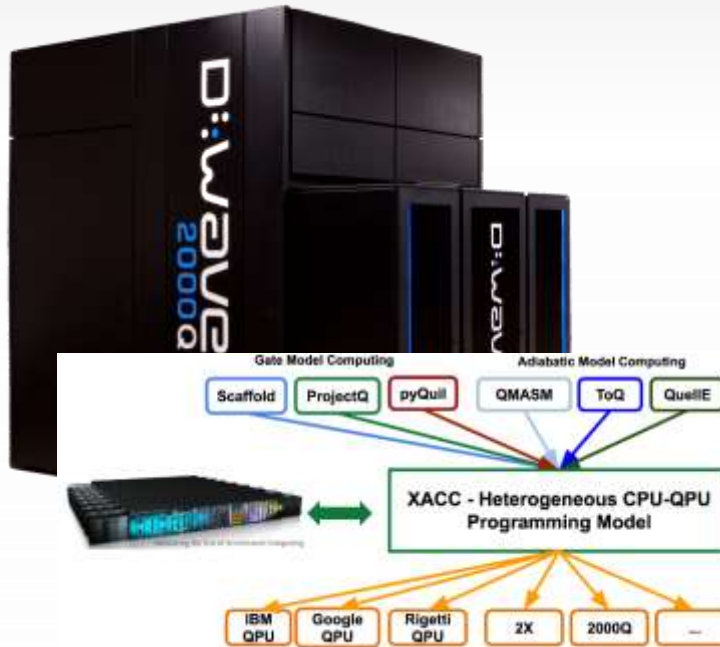 D:wave
2000Q
D:wave
Gate Model Computing
Adiabatic Model Computing
Scaffold
ProjectQ
pyQuil
QMASM
ToQ
QuellE
XACC - Heterogeneous CPU-QPU
Programming Model
IBM
QPU
Google
QPU
Rigetti
QPU
2X
2000Q
...